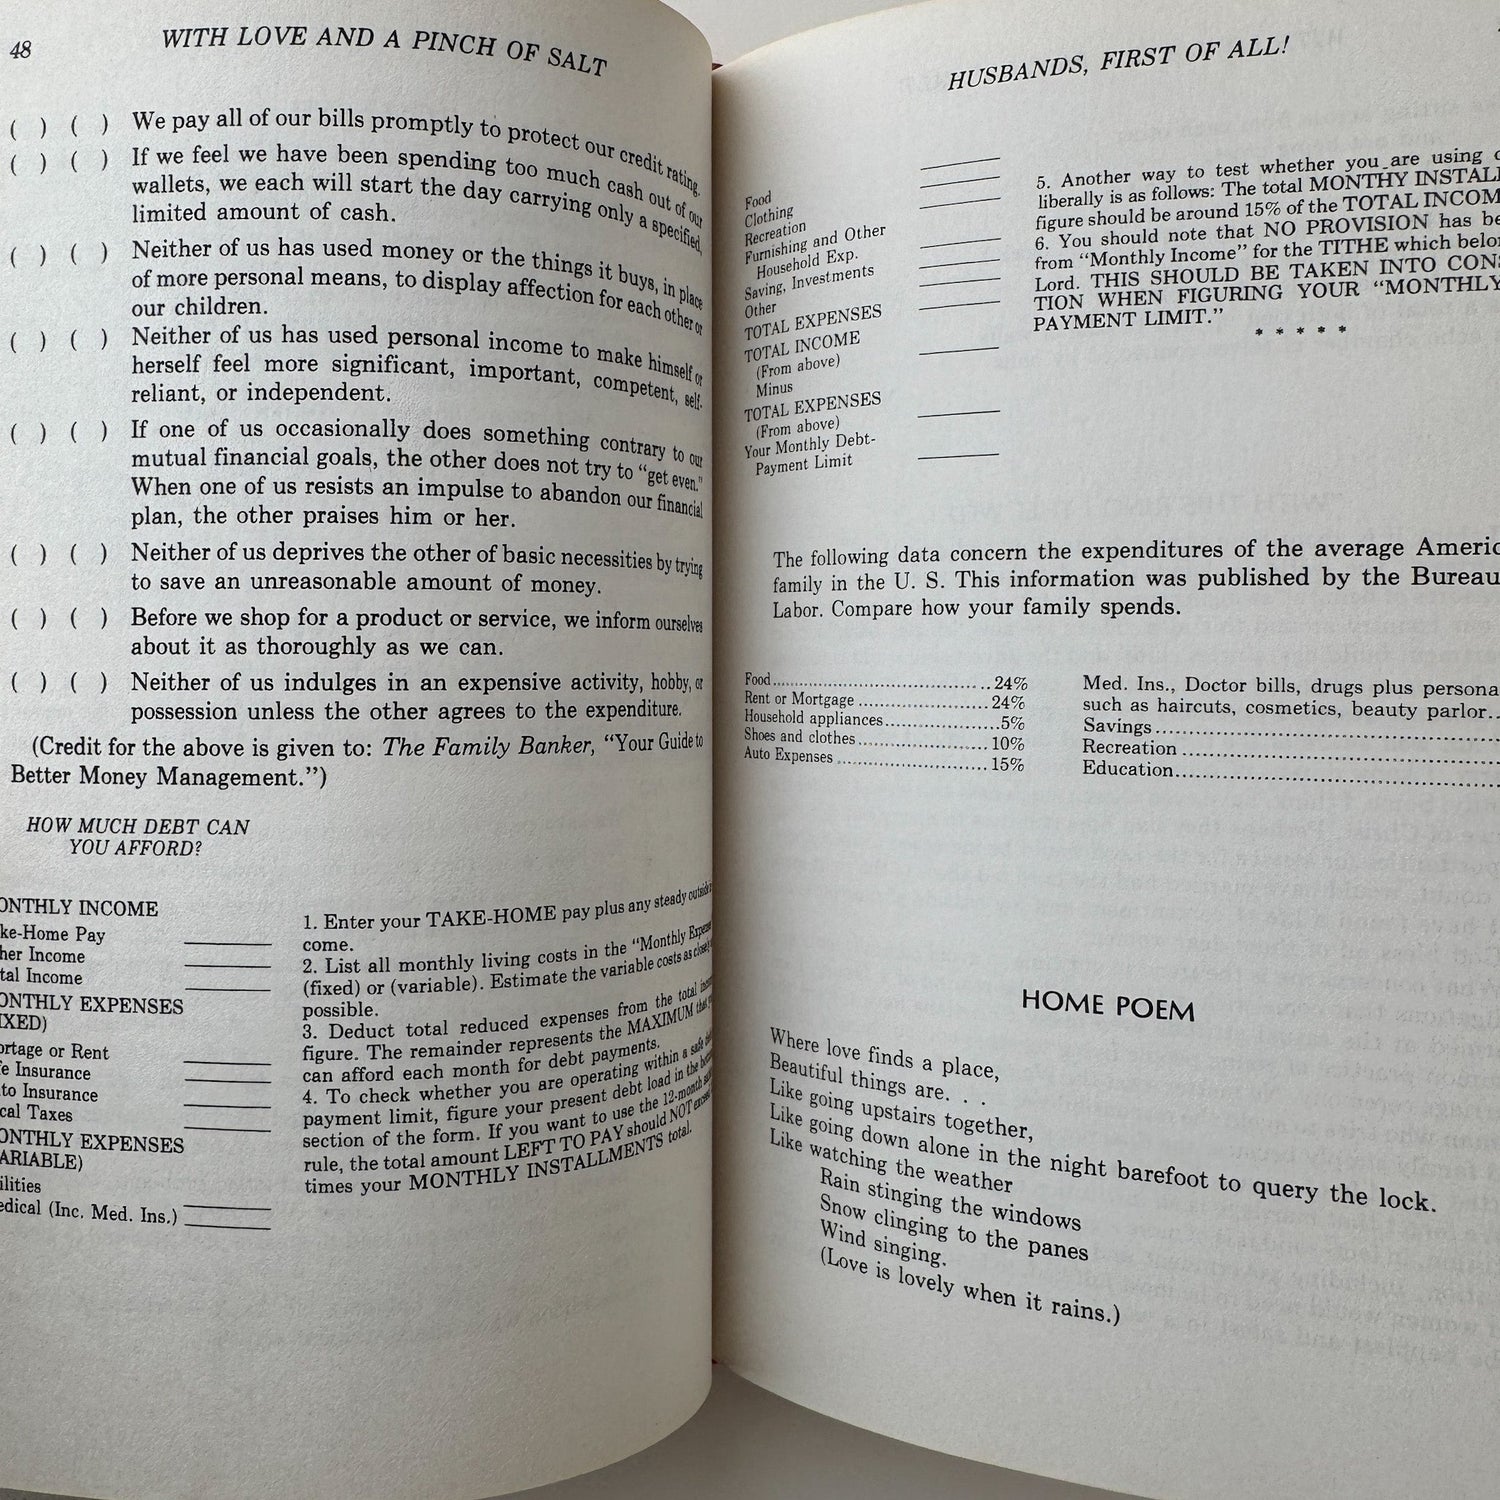 48
WITH LOVE AND A PINCH OF SALT
( ) ( ) We pay all of our bills promptly to protect our credit rating.
( ) ( ) If we feel we have been spending too much cash out of our
wallets, we each will start the day carrying only a specified,
limited amount of cash.
( ) ( ) Neither of us has used money or the things it buys, in place
of more personal means, to display affection for each other or
our children.
( ) ( ) Neither of us has used personal income to make himself or
herself feel more significant, important, competent, self-
reliant, or independent.
( ) ( ) If one of us occasionally does something contrary to our
mutual financial goals, the other does not try to “get even.”
When one of us resists an impulse to abandon our financial
plan, the other praises him or her.
( ) ( ) Neither of us deprives the other of basic necessities by trying
to save an unreasonable amount of money.
( ) ( ) Before we shop for a product or service, we inform ourselves
about it as thoroughly as we can.
( ) ( ) Neither of us indulges in an expensive activity, hobby, or
possession unless the other agrees to the expenditure.
(Credit for the above is given to: The Family Banker, “Your Guide to
Better Money Management.”)
HOW MUCH DEBT CAN
YOU AFFORD?
ONTHLY INCOME
ke-Home Pay
her Income
tal Income
ONTHLY EXPENSES
IXED)
ortage or Rent
fe Insurance
to Insurance
cal Taxes
ONTHLY EXPENSES
ARIABLE)
ilities
edical (Inc. Med. Ins.)
1. Enter your TAKE-HOME pay plus any steady outside
come.
2. List all monthly living costs in the “Monthly Expense
(fixed) or (variable). Estimate the variable costs as closely
possible.
3. Deduct total reduced expenses from the total
figure. The remainder represents the MAXIMUM that
can afford each month for debt payments.
4. To check whether you are operating within a safe
payment limit, figure your present debt load in the
section of the form. If you want to use the 12-month
rule, the total amount LEFT TO PAY should NOT exceed
times your MONTHLY INSTALLMENTS total.
HUSBANDS, FIRST OF ALL!
Food
Clothing
Recreation
Furnishing and Other
Household Exp.
Saving, Investments
Other
TOTAL EXPENSES
TOTAL INCOME
(From above)
Minus
TOTAL EXPENSES
(From above)
Your Monthly Debt-
Payment Limit
5. Another way to test whether you are using
liberally is as follows: The total MONTHY INSTAL
figure should be around 15% of the TOTAL INCOM
6. You should note that NO PROVISION has be
from “Monthly Income” for the TITHE which belo
Lord. THIS SHOULD BE TAKEN INTO CONS
TION WHEN FIGURING YOUR “MONTHLY
PAYMENT LIMIT.”
* * * * *
The following data concern the expenditures of the average Americ
family in the U. S. This information was published by the Bureau
Labor. Compare how your family spends.
Food..............................24%
Rent or Mortgage ..................24%
Household appliances...............5%
Shoes and clothes..................10%
Auto Expenses .....................15%
Med. Ins., Doctor bills, drugs plus persona
such as haircuts, cosmetics, beauty parlor..
Savings.......................
Recreation .......................
Education.......................
HOME POEM
Where love finds a place,
Beautiful things are. . .
Like going upstairs together,
Like going down alone in the night barefoot to query the lock.
Like watching the weather
Rain stinging the windows
Snow clinging to the panes
Wind singing.
(Love is lovely when it rains.)